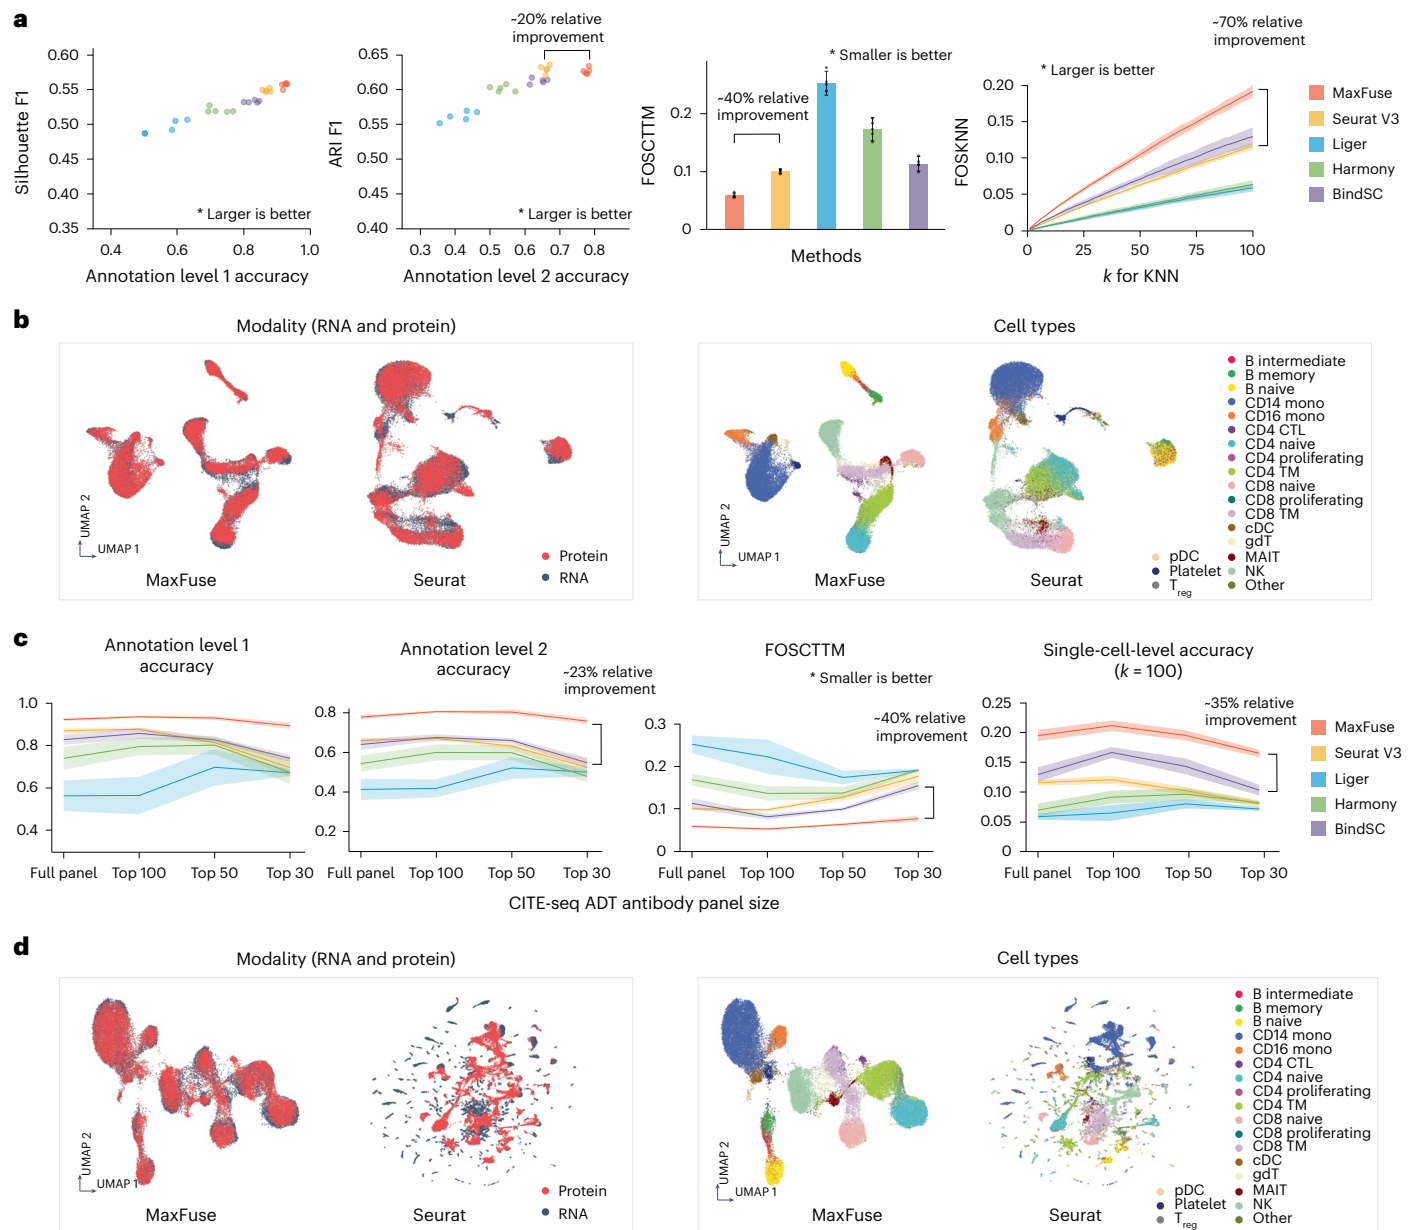 a
~20% relative
improvement
Silhouette F1
0.60
0.55
0.50
0.45
0.40
0.35
* Larger is better
0.4
0.6
0.8
1.0
Annotation level 1 accuracy
ARI F1
0.65
0.60
0.55
0.50
0.45
0.40
* Larger is better
0.3
0.4
0.5
0.6
0.7
0.8
Annotation level 2 accuracy
* Smaller is better
~40% relative
improvement
FOSCTTM
0.2
0.1
0
Methods
~70% relative
improvement
* Larger is better
FOSKNN
0.20
0.15
0.10
0.05
0
0
25
50
75
100
k for KNN
MaxFuse
Seurat V3
Liger
Harmony
BindSC
b
Modality (RNA and protein)
UMAP 2
UMAP 1
Protein
RNA
MaxFuse
Seurat
Cell types
UMAP 2
UMAP 1
MaxFuse
Seurat
B intermediate
B memory
B naive
CD14 mono
CD16 mono
CD4 CTL
CD4 naive
CD4 proliferating
CD4 TM
CD8 naive
CD8 proliferating
CD8 TM
cDC
gdT
pDC
MAIT
Platelet
NK
Treg
Other
c
Annotation level 1
accuracy
1.0
0.8
0.6
0.4
Full panel
Top 100
Top 50
Top 30
Annotation level 2
accuracy
~23% relative
improvement
0.8
0.6
0.4
0.2
Full panel
Top 100
Top 50
Top 30
FOSCTTM
* Smaller is better
~40% relative
improvement
0.3
0.2
0.1
0
Full panel
Top 100
Top 50
Top 30
Single-cell-level accuracy
(k = 100)
~35% relative
improvement
0.25
0.20
0.15
0.10
0.05
0
Full panel
Top 100
Top 50
Top 30
MaxFuse
Seurat V3
Liger
Harmony
BindSC
CITE-seq ADT antibody panel size
d
Modality (RNA and protein)
UMAP 2
UMAP 1
Protein
RNA
MaxFuse
Seurat
Cell types
UMAP 2
UMAP 1
MaxFuse
Seurat
B intermediate
B memory
B naive
CD14 mono
CD16 mono
CD4 CTL
CD4 naive
CD4 proliferating
CD4 TM
CD8 naive
CD8 proliferating
CD8 TM
cDC
gdT
pDC
MAIT
Platelet
NK
Treg
Other